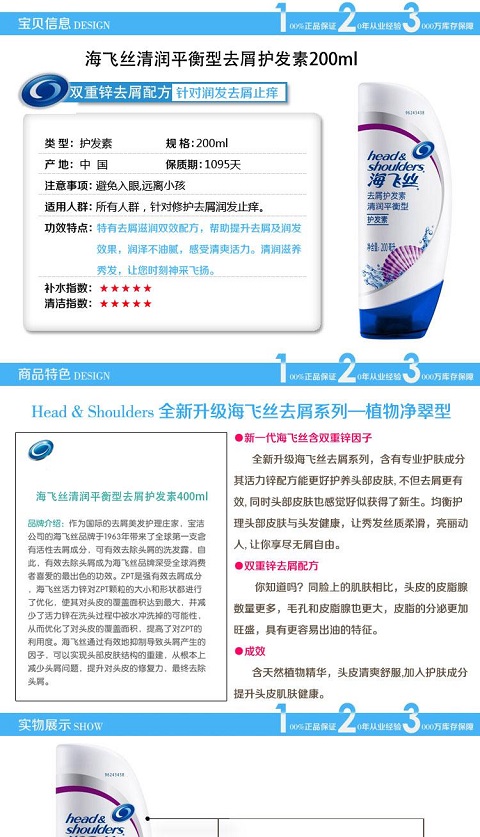 宝贝信息 DESIGN
100%正品保证 20年从业经验 3000万库存保障
海飞丝清润平衡型去屑护发素200ml
双重锌去屑配方 针对润发去屑止痒
类 型: 护发素 规 格: 200ml
产 地: 中 国 保质期: 1095天
注意事项: 避免入眼,远离小孩
适用人群: 所有人群，针对修护去屑润发止痒。
功效特点: 特有去屑滋润双效配方，帮助提升去屑及润发
效果，润泽不油腻，感受清爽活力。清润滋养
秀发，让您时刻神采飞扬。
补水指数: ★★★★★
清洁指数: ★★★★★
96243458
head &
shoulders
海飞丝
去屑护发素
清润平衡型
护发素
净含量: 200毫升
商品特色 DESIGN
100%正品保证 20年从业经验 3000万库存保障
Head & Shoulders 全新升级海飞丝去屑系列—植物净翠型
海飞丝清润平衡型去屑护发素400ml
品牌介绍: 作为国际的去屑美发护理庄家，宝洁
公司的海飞丝品牌于1963年带来了全球第一支含
有活性去屑成分，可有效去除头屑的洗发露，自
此，有效去除头屑成为海飞丝品牌深受全球消费
者喜爱的最出色的功效。ZPT是强有效去屑成分
，海飞丝活力锌对ZPT颗粒的大小和形状都进行
了优化，使其对头皮的覆盖面积达到最大，并减
少了活力锌在洗头过程中被水冲洗掉的可能性，
从而优化了对头皮的覆盖面积，提高了对ZPT的
利用度。海飞丝通过有效地抑制导致头屑产生的
因子，可以实现头部皮肤结构的重建，从根本上
减少头屑问题，提升对头皮的修复力，最终去除
头屑。
●新一代海飞丝含双重锌因子
全新升级海飞丝去屑系列，含有专业护肤成分
其活力锌配方能更好护养头部皮肤,不但去屑更有
效,同时头部皮肤也感觉好似获得了新生。均衡护
理头部皮肤与头发健康，让秀发丝质柔滑，亮丽动
人,让你享尽无屑自由。
●双重锌去屑配方
你知道吗？同脸上的肌肤相比，头皮的皮脂腺
数量更多，毛孔和皮脂腺也更大，皮脂的分泌更加
旺盛，具有更容易出油的特征。
●成效
含天然植物精华，头皮清爽舒服,加入护肤成分
提升头皮肌肤健康。
实物展示 SHOW
100%正品保证 20年从业经验 3000万库存保障
96243458
head &
shoulders